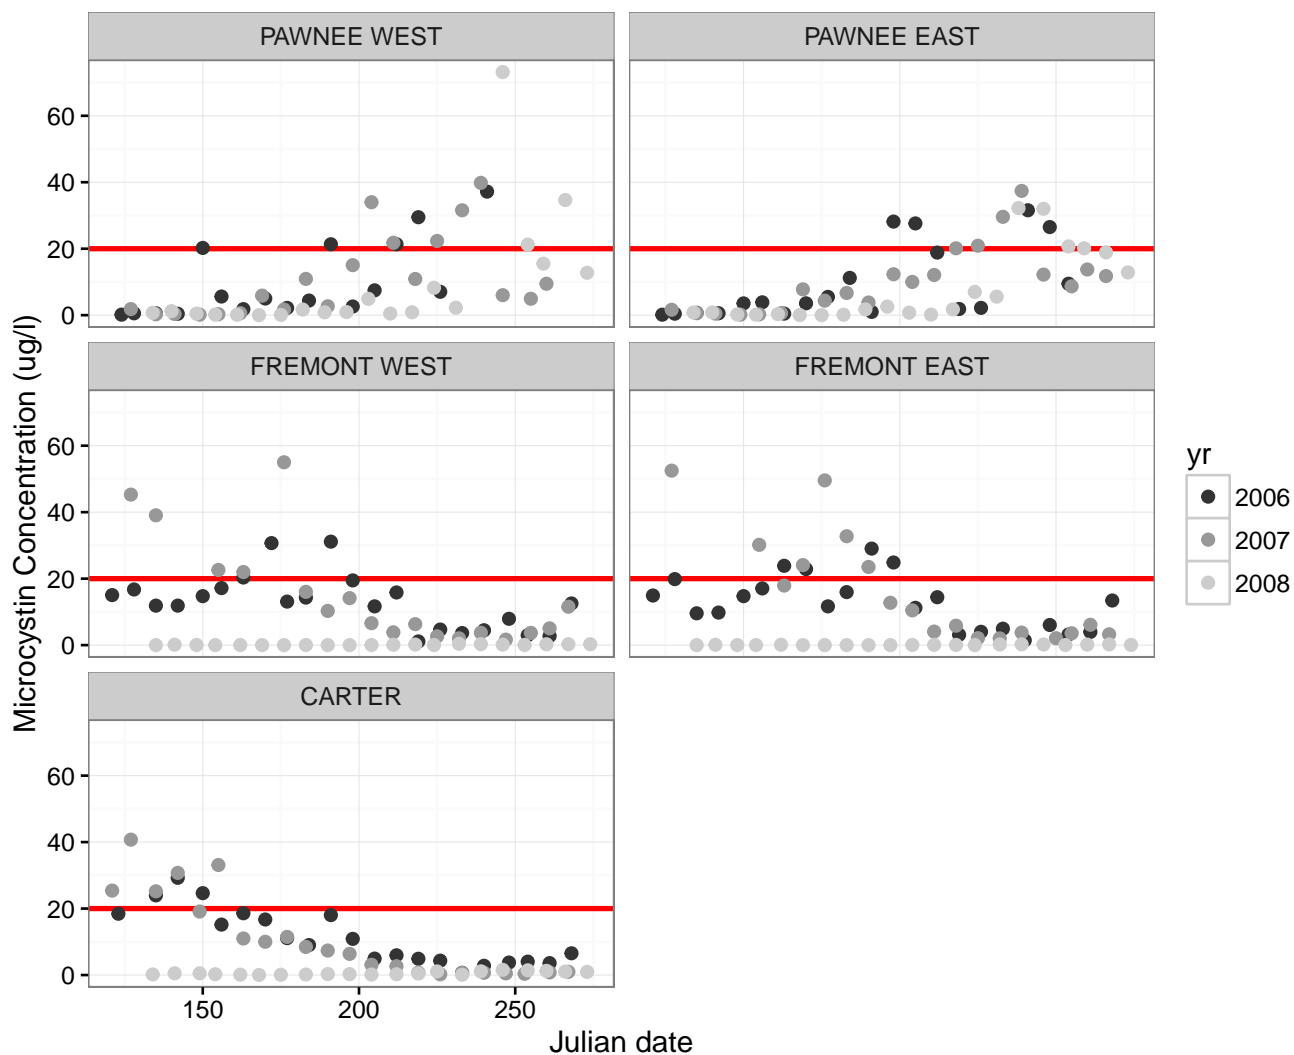 PAWNEE WEST
PAWNEE EAST
60
40
20
0
FREMONT WEST
FREMONT EAST
60
40
20
0
CARTER
60
40
20
0
150
200
250
Julian date
Microcystin Concentration (ug/l)
yr
2006
2007
2008